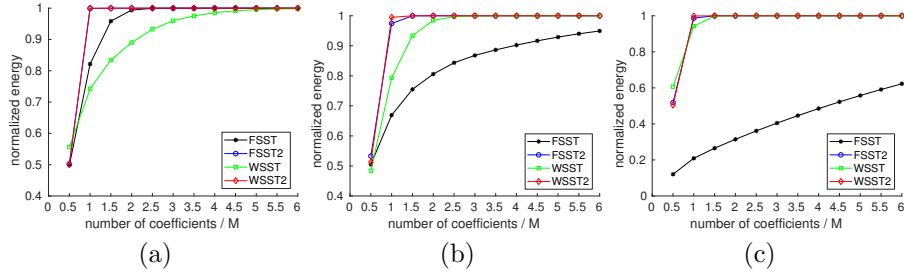 normalized energy
1
0.9
0.8
0.7
0.6
0.5
0.4
0 0.5 1 1.5 2 2.5 3 3.5 4 4.5 5 5.5 6
number of coefficients / M
FSST
FSST2
WSST
WSST2
(a)
normalized energy
1
0.9
0.8
0.7
0.6
0.5
0.4
0 0.5 1 1.5 2 2.5 3 3.5 4 4.5 5 5.5 6
number of coefficients / M
FSST
FSST2
WSST
WSST2
(b)
normalized energy
1
0.8
0.6
0.4
0.2
0
0 0.5 1 1.5 2 2.5 3 3.5 4 4.5 5 5.5 6
number of coefficients / M
FSST
FSST2
WSST
WSST2
(c)